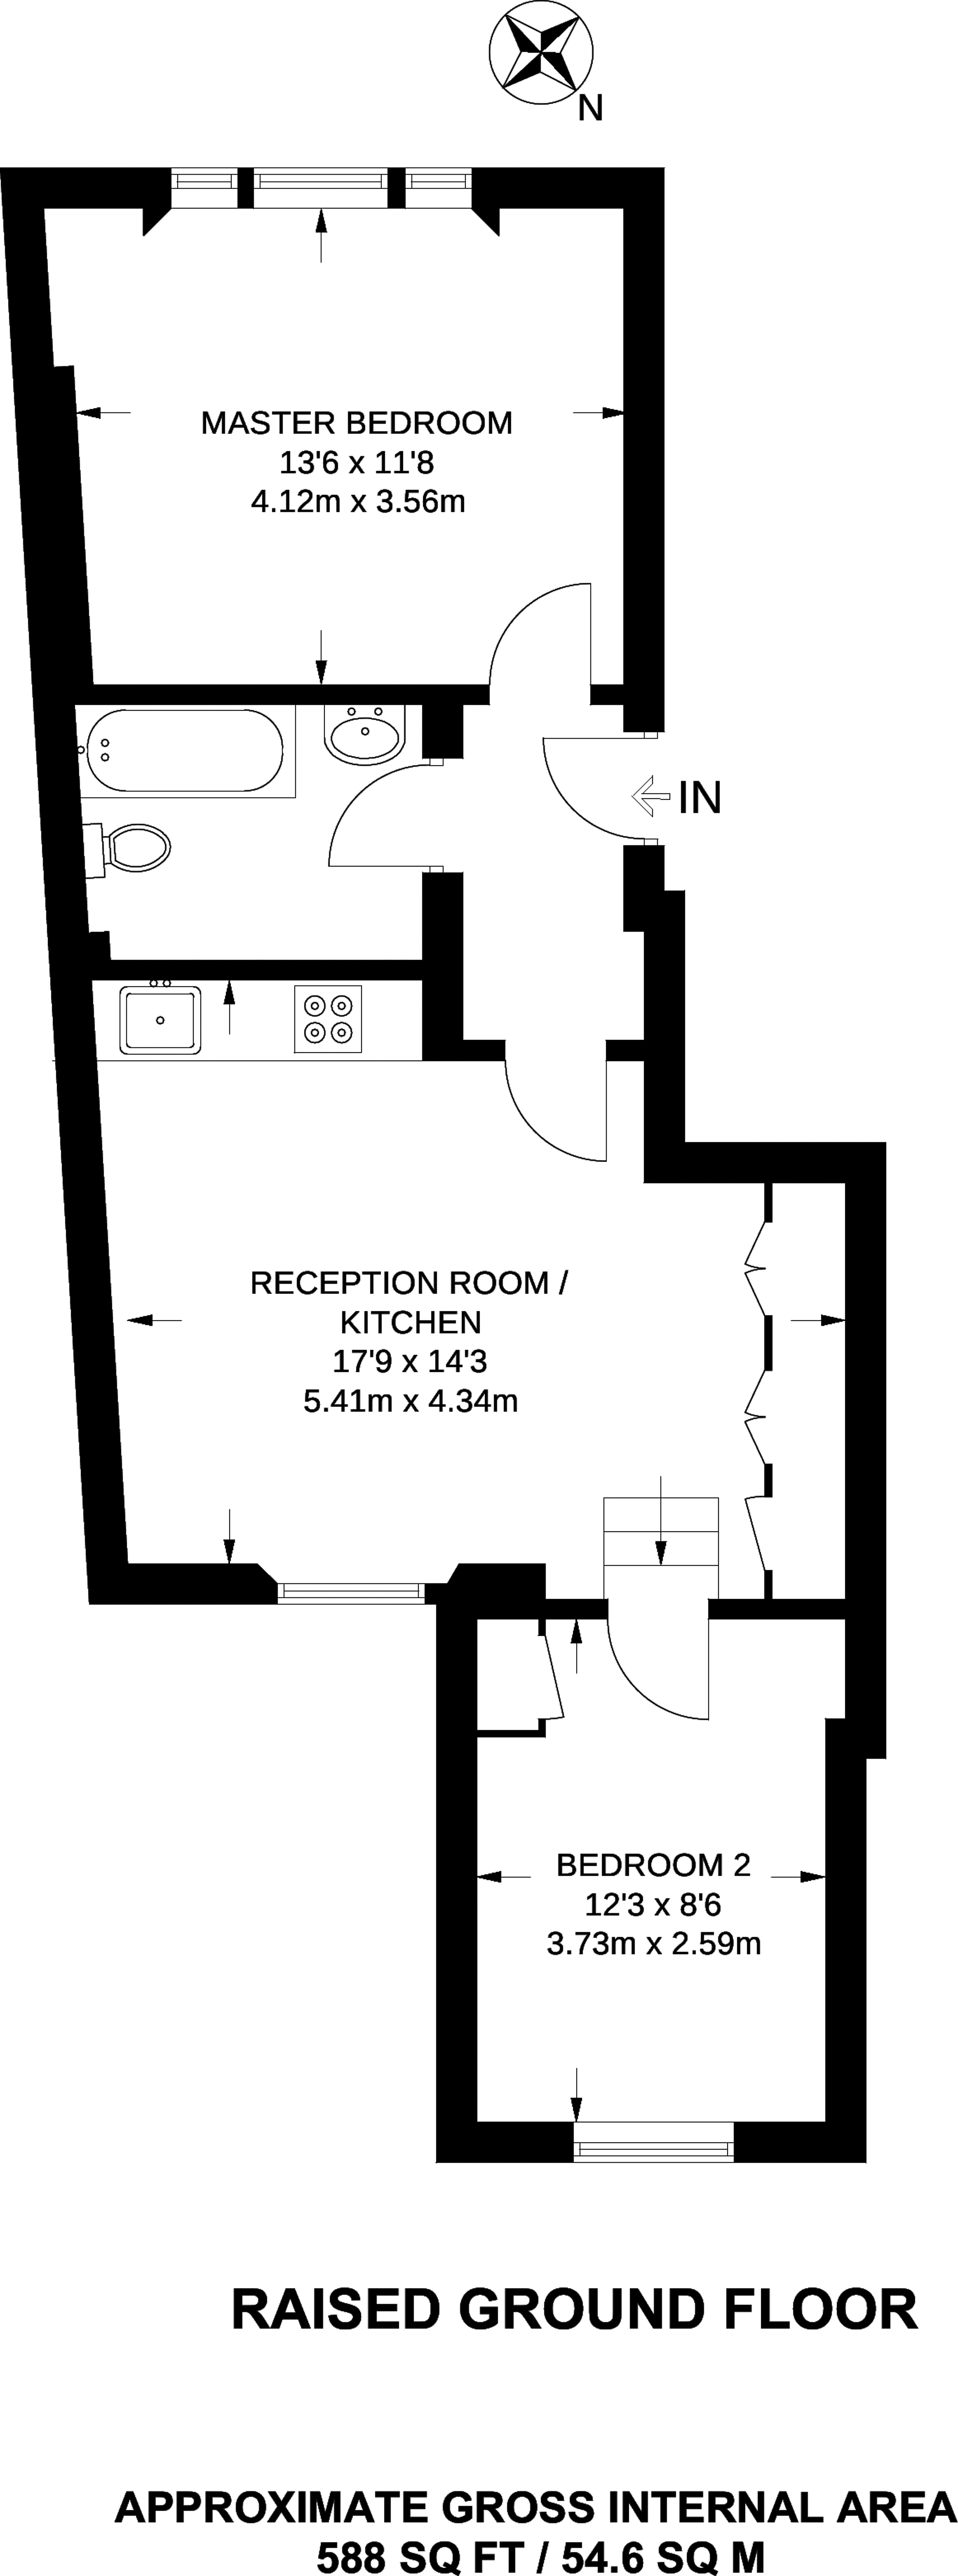 N
MASTER BEDROOM
13'6 x 11'8
4.12m x 3.56m
IN
RECEPTION ROOM /
KITCHEN
17'9 x 14'3
5.41m x 4.34m
BEDROOM 2
12'3 x 8'6
3.73m x 2.59m
RAISED GROUND FLOOR
APPROXIMATE GROSS INTERNAL AREA
588 SQ FT / 54.6 SQ M